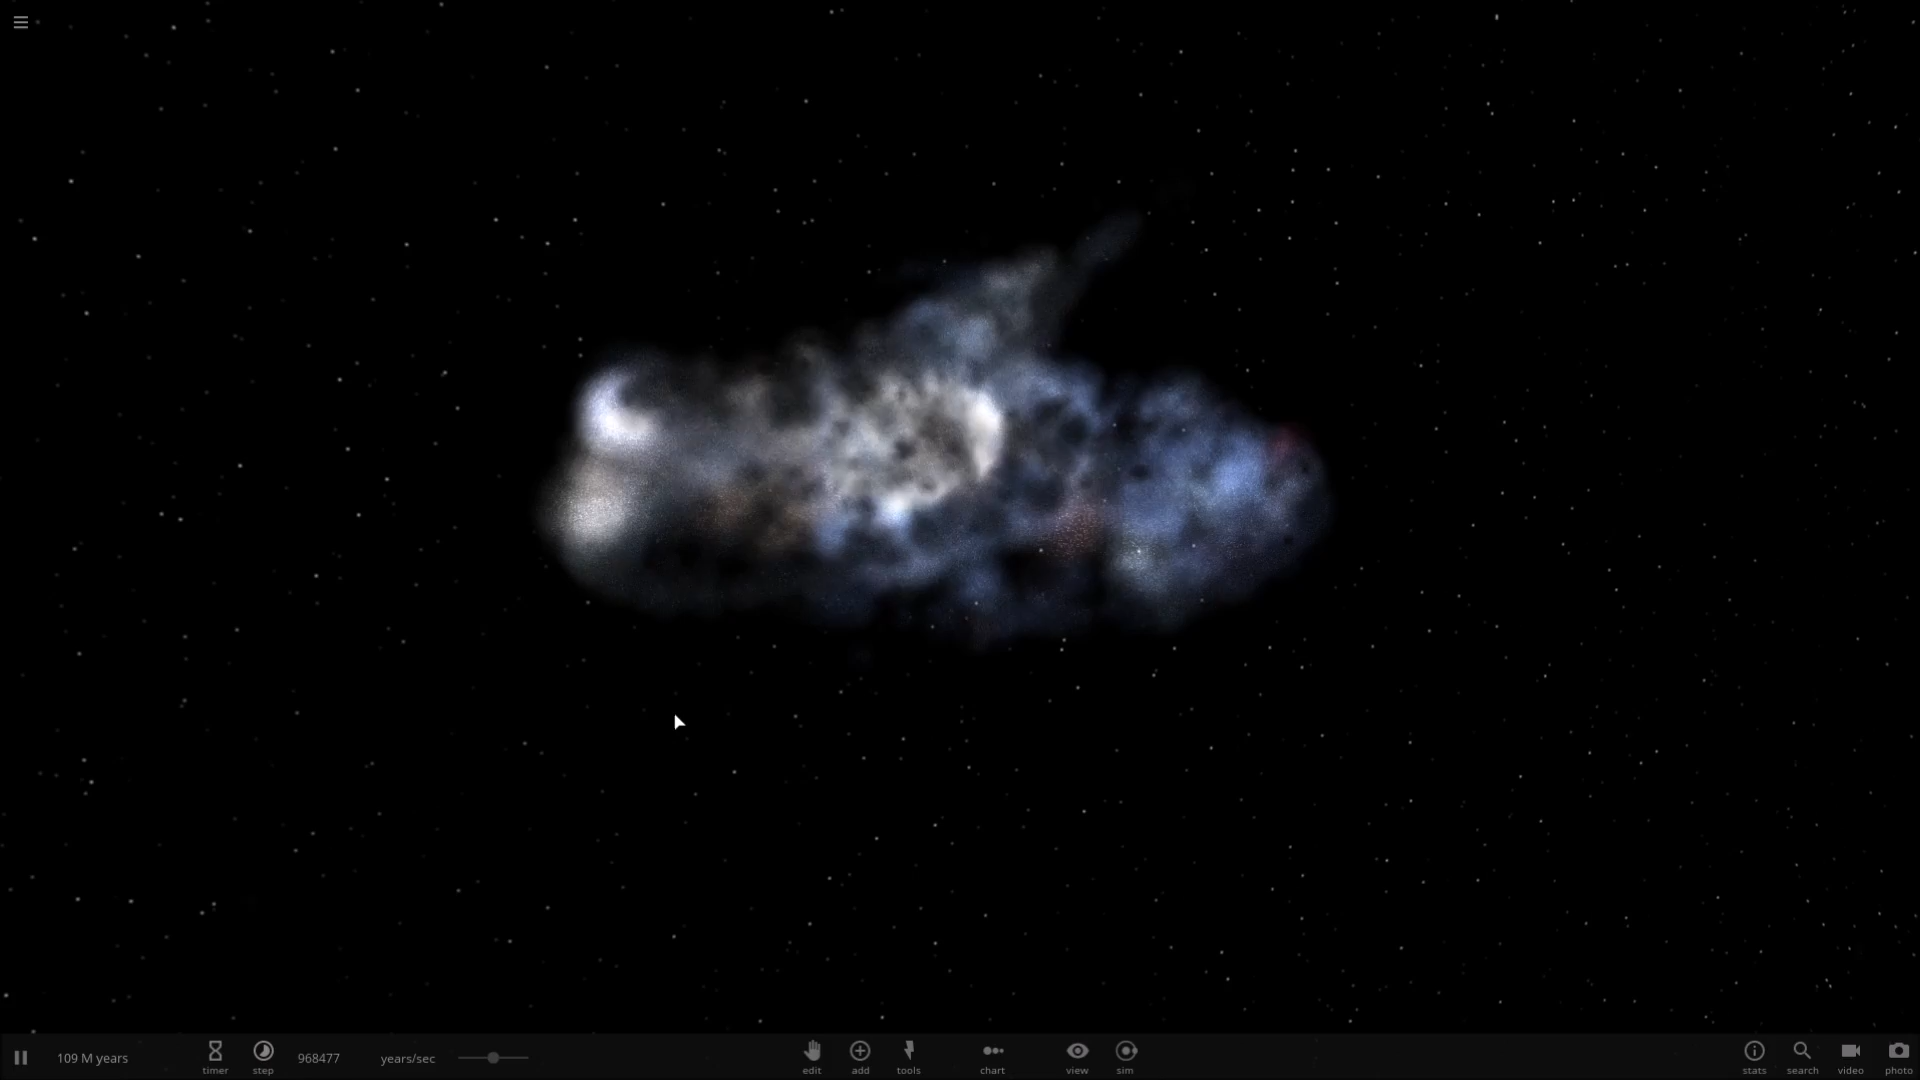 109 M years
timer
step
968477
years/sec
edit
add
tools
chart
view
sim
stats
search
video
photo